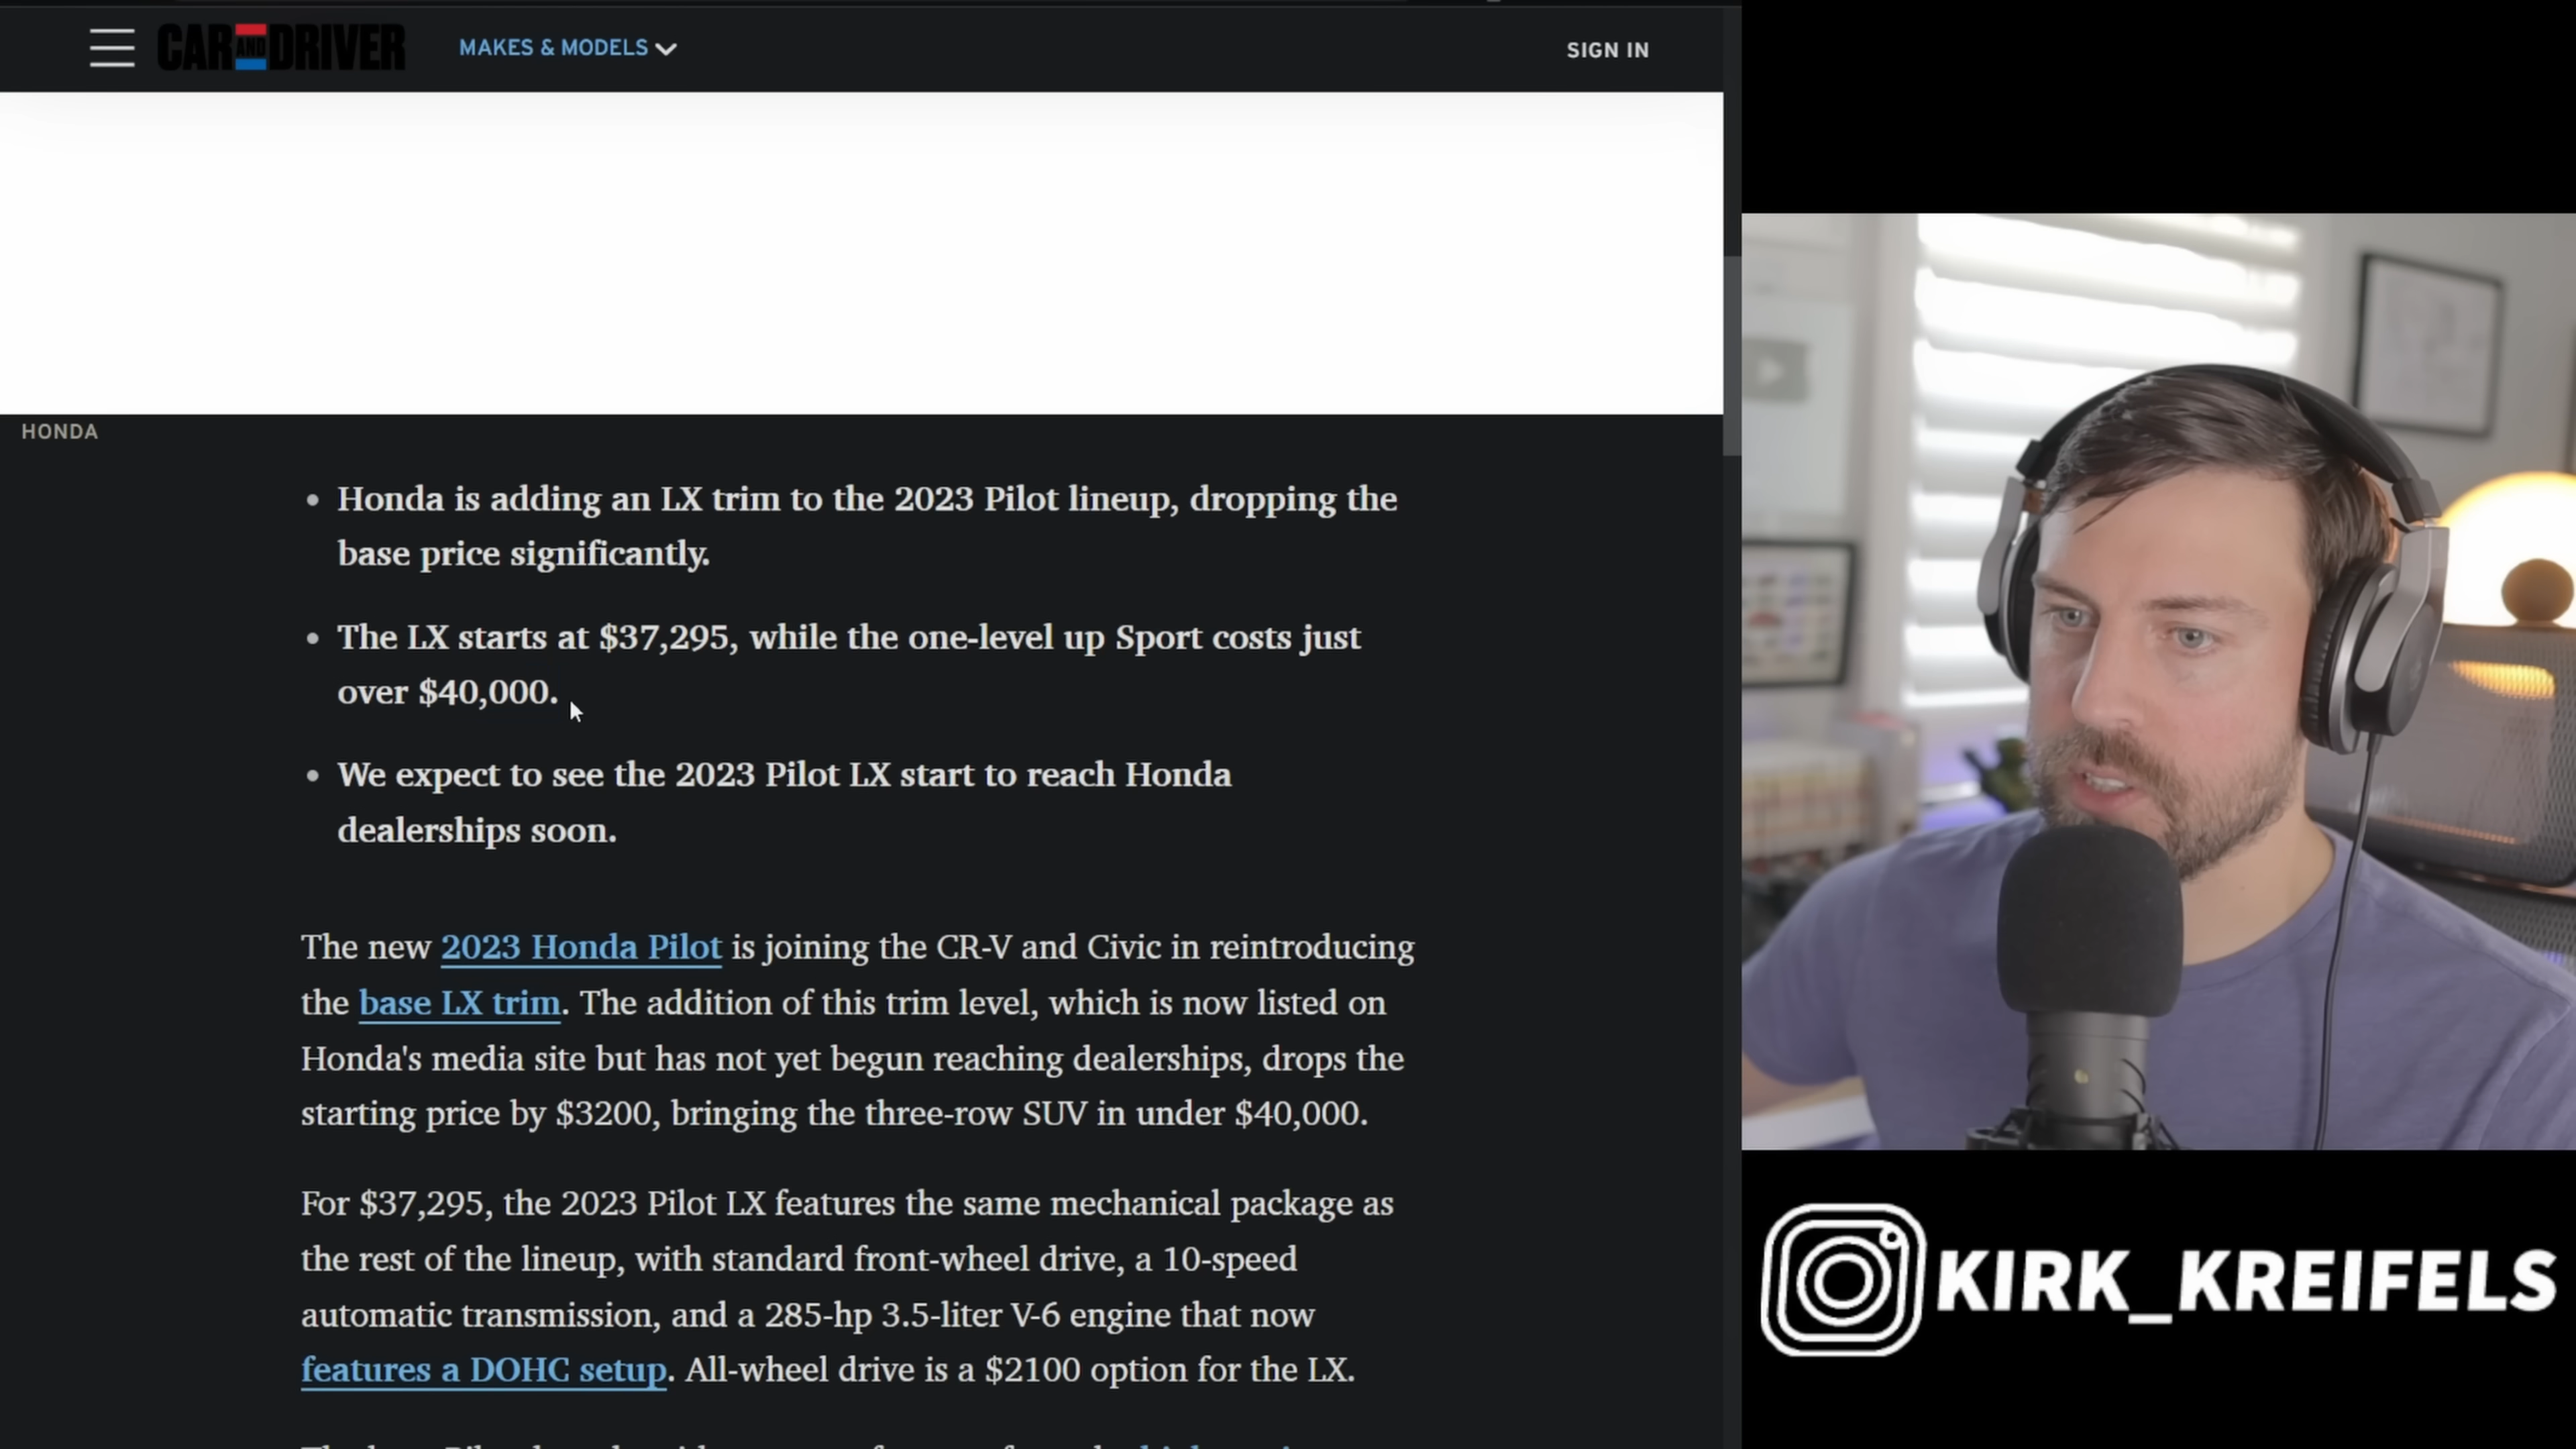 CAR AND DRIVER
MAKES & MODELS
SIGN IN
HONDA
• Honda is adding an LX trim to the 2023 Pilot lineup, dropping the
base price significantly.
• The LX starts at $37,295, while the one-level up Sport costs just
over $40,000.
• We expect to see the 2023 Pilot LX start to reach Honda
dealerships soon.
The new 2023 Honda Pilot is joining the CR-V and Civic in reintroducing
the base LX trim. The addition of this trim level, which is now listed on
Honda's media site but has not yet begun reaching dealerships, drops the
starting price by $3200, bringing the three-row SUV in under $40,000.
For $37,295, the 2023 Pilot LX features the same mechanical package as
the rest of the lineup, with standard front-wheel drive, a 10-speed
automatic transmission, and a 285-hp 3.5-liter V-6 engine that now
features a DOHC setup. All-wheel drive is a $2100 option for the LX.
KIRK_KREIFELS